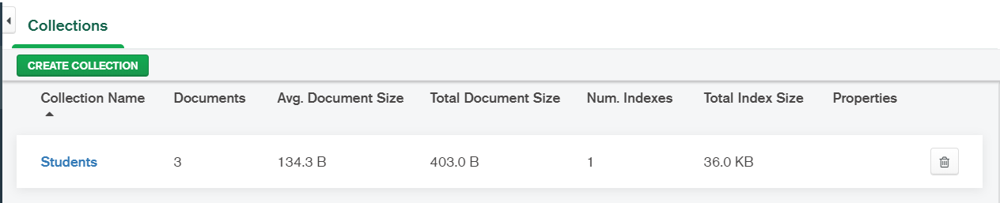 Collections
CREATE COLLECTION
Collection Name Documents Avg. Document Size Total Document Size Num. Indexes Total Index Size Properties
Students 3 134.3 B 403.0 B 1 36.0 KB